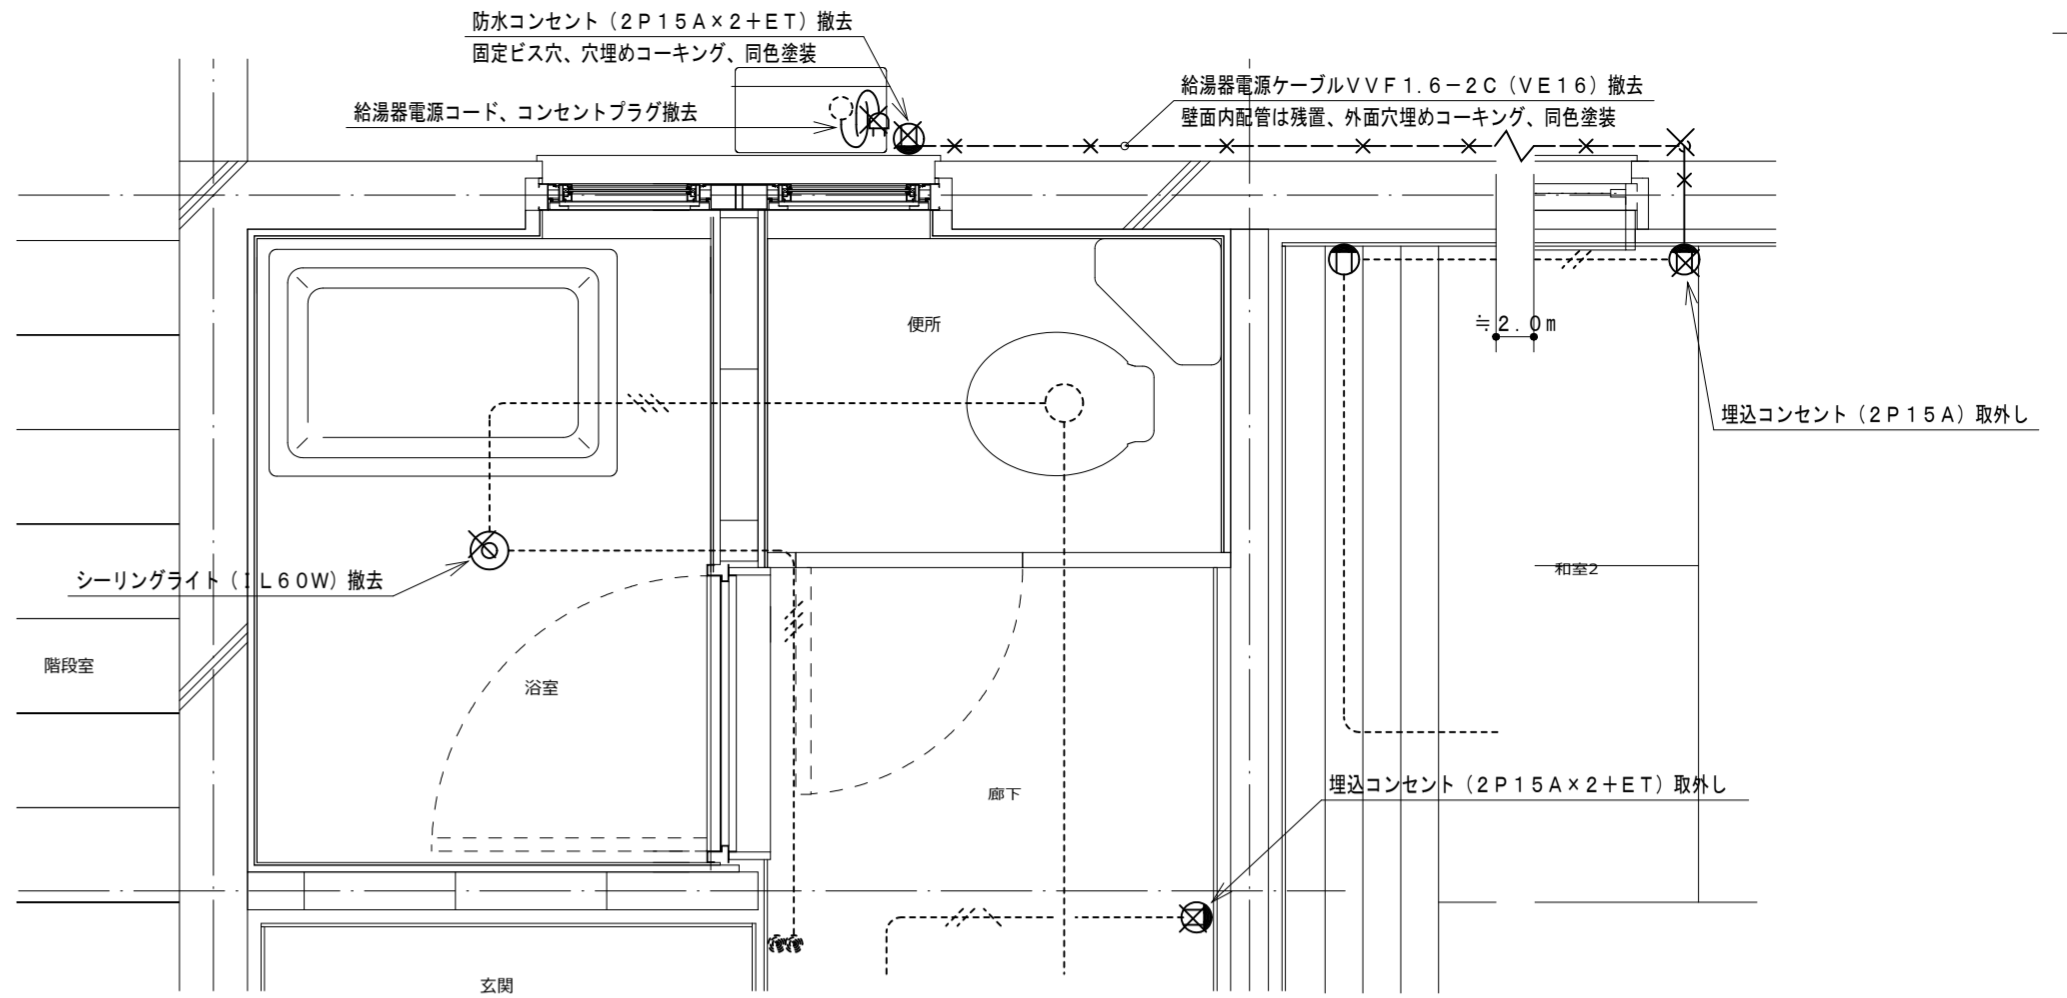 防水コンセント（2P15A×2＋ET）撤去
固定ビス穴、穴埋めコーキング、同色塗装
給湯器電源コード、コンセントプラグ撤去
給湯器電源ケーブルVVF1.6－2C（VE16）撤去
壁面内配管は残置、外面穴埋めコーキング、同色塗装
便所
≒2.0m
埋込コンセント（2P15A）取外し
シーリングライト（IL60W）撤去
和室2
階段室
浴室
廊下
埋込コンセント（2P15A×2＋ET）取外し
玄関